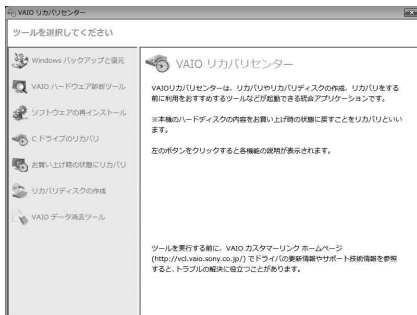 VAIO リカバリセンター
ツールを選択してください
Windows バックアップと復元
VAIO ハードウェア診断ツール
ソフトウェアの再インストール
C ドライブのリカバリ
お買い上げ時の状態にリカバリ
リカバリディスクの作成
VAIO データ消去ツール
VAIO リカバリセンター
VAIOリカバリセンターは、リカバリやリカバリディスクの作成、リカバリをする
前に利用をおすすめするツールなどが起動できる統合アプリケーションです。
※本機のハードディスクの内容をお買い上げ時の状態に戻すことをリカバリといい
ます。
左のボタンをクリックすると各機能の説明が表示されます。
ツールを実行する前に、VAIO カスタマーリンク ホームページ
(http://vcl.vaio.sony.co.jp/) でドライバの更新情報やサポート技術情報を参照
すると、トラブルの解決に役立つことがあります。